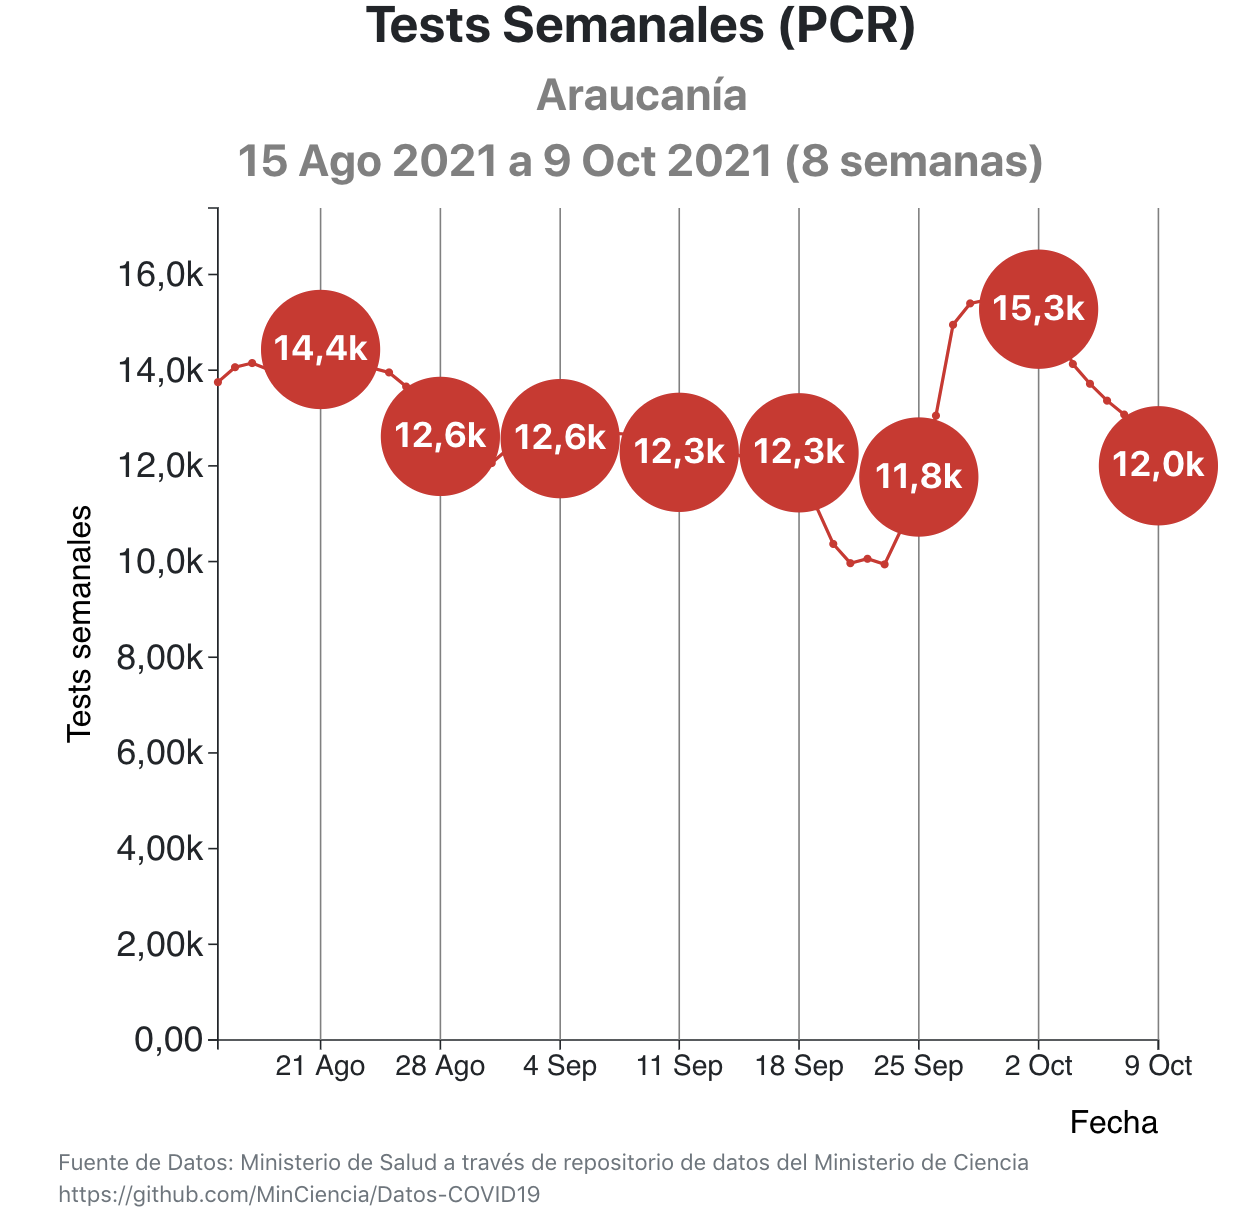 Tests Semanales (PCR)
Araucanía
15 Ago 2021 a 9 Oct 2021 (8 semanas)
16,0k
14,0k
12,0k
10,0k
8,00k
6,00k
4,00k
2,00k
0,00
Tests semanales
14,4k
12,6k
12,6k
12,3k
12,3k
11,8k
15,3k
12,0k
21 Ago
28 Ago
4 Sep
11 Sep
18 Sep
25 Sep
2 Oct
9 Oct
Fecha
Fuente de Datos: Ministerio de Salud a través de repositorio de datos del Ministerio de Ciencia
https://github.com/MinCiencia/Datos-COVID19